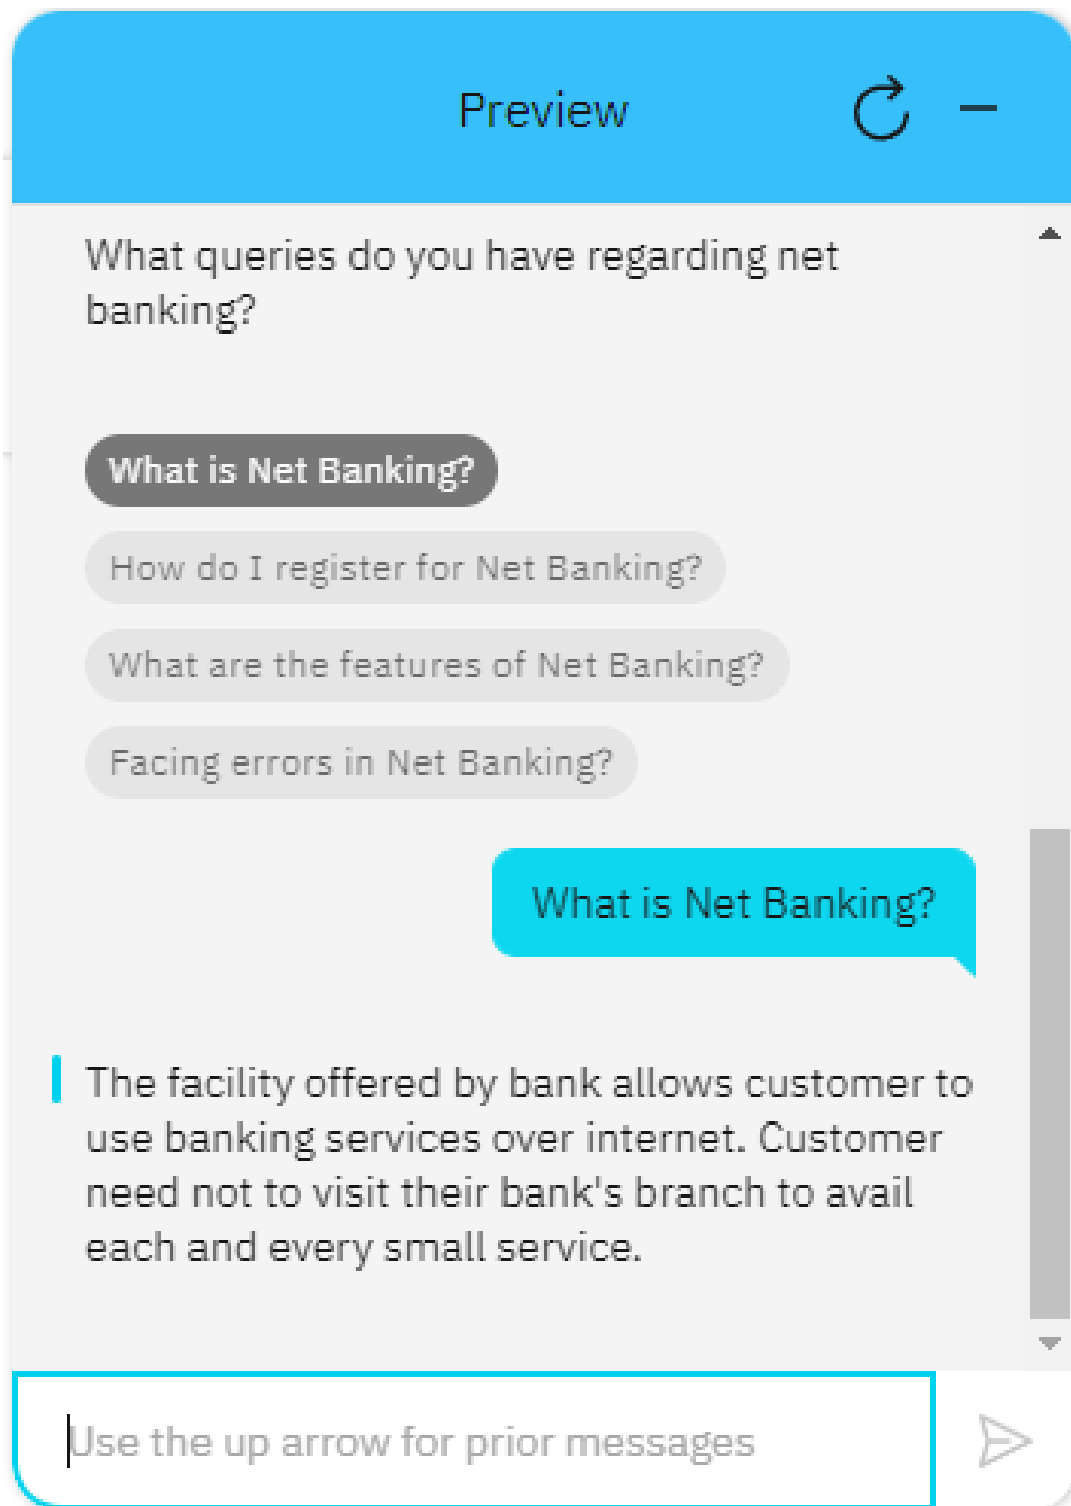 Preview
What queries do you have regarding net
banking?
What is Net Banking?
How do I register for Net Banking?
What are the features of Net Banking?
Facing errors in Net Banking?
What is Net Banking?
The facility offered by bank allows customer to
use banking services over internet. Customer
need not to visit their bank's branch to avail
each and every small service.
Use the up arrow for prior messages